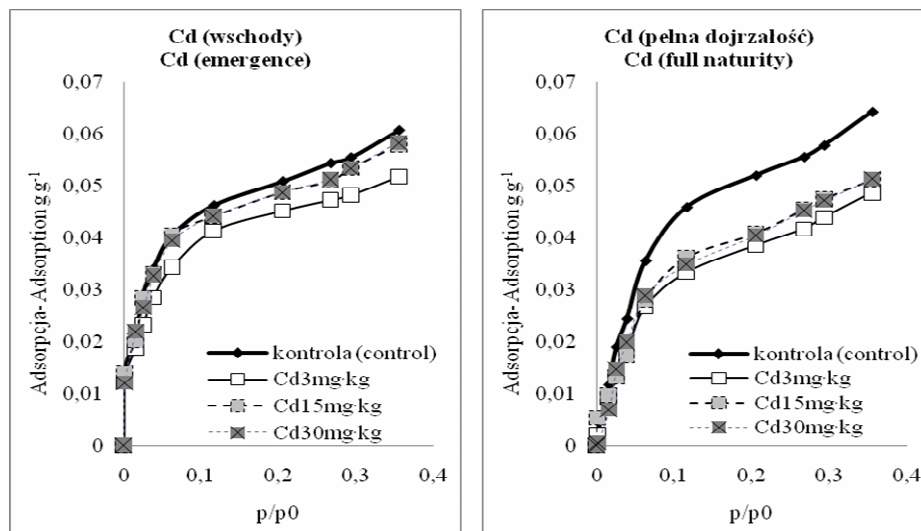 Cd (wschody)
Cd (emergence)
Adsorpcja- Adsorption g g⁻¹
0,07
0,06
0,05
0,04
0,03
0,02
0,01
0
kontrola (control)
Cd3mg·kg
Cd15mg·kg
Cd30mg·kg
0
0,1
0,2
0,3
0,4
p/p0
Cd (pełna dojrzałość)
Cd (full naturity)
Adsorpcja- Adsorption g g⁻¹
0,07
0,06
0,05
0,04
0,03
0,02
0,01
0
kontrola (control)
Cd3mg·kg
Cd15mg·kg
Cd30mg·kg
0
0,1
0,2
0,3
0,4
p/p0